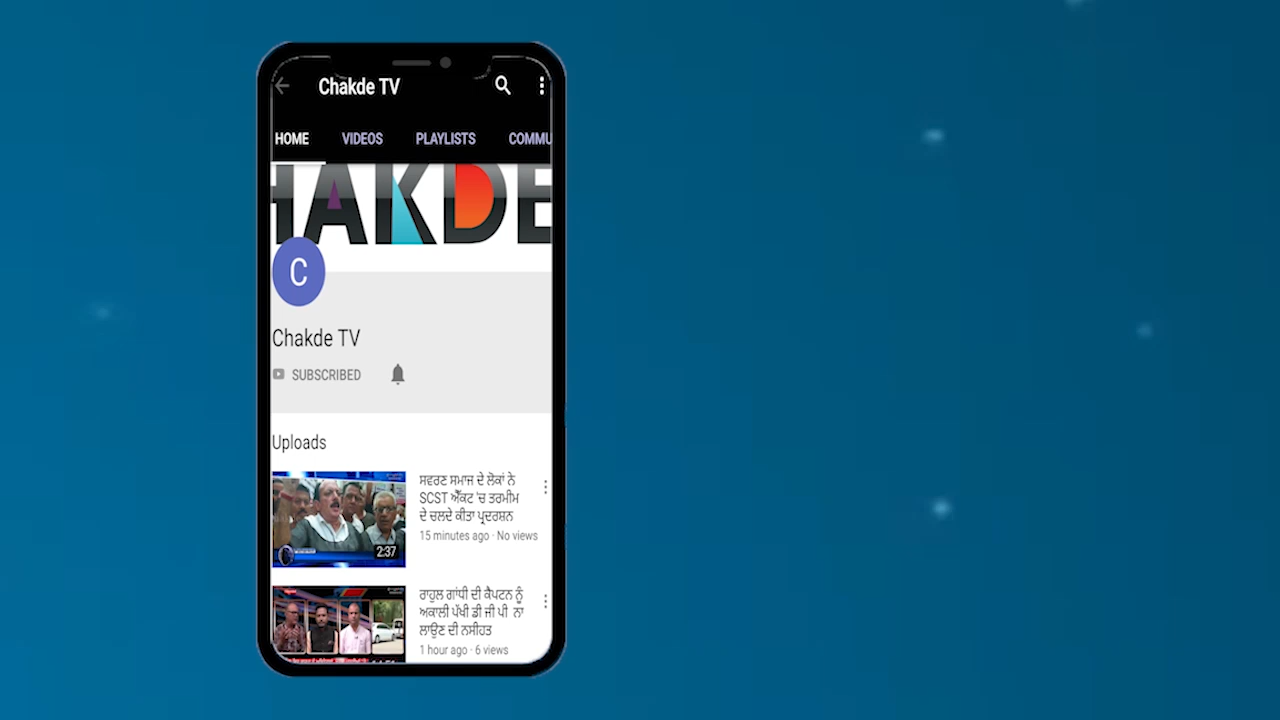 Chakde TV
HOME VIDEOS PLAYLISTS COMMU
HAKDE
C
Chakde TV
SUBSCRIBED
Uploads
ਸਵਰਣ ਸਮਾਜ ਦੇ ਲੋਕਾਂ ਨੇ
SCST ਐਕਟ 'ਚ ਤਰਮੀਮ
ਦੇ ਚਲਦੇ ਕੀਤਾ ਪ੍ਰਦਰਸ਼ਨ
15 minutes ago · No views
2:37
ਰਾਹੁਲ ਗਾਂਧੀ ਦੀ ਕੈਪਟਨ ਨੂੰ
ਅਕਾਲੀ ਪੱਖੀ ਡੀ ਜੀ ਪੀ ਨਾ
ਲਾਉਣ ਦੀ ਨਸੀਹਤ
1 hour ago · 6 views